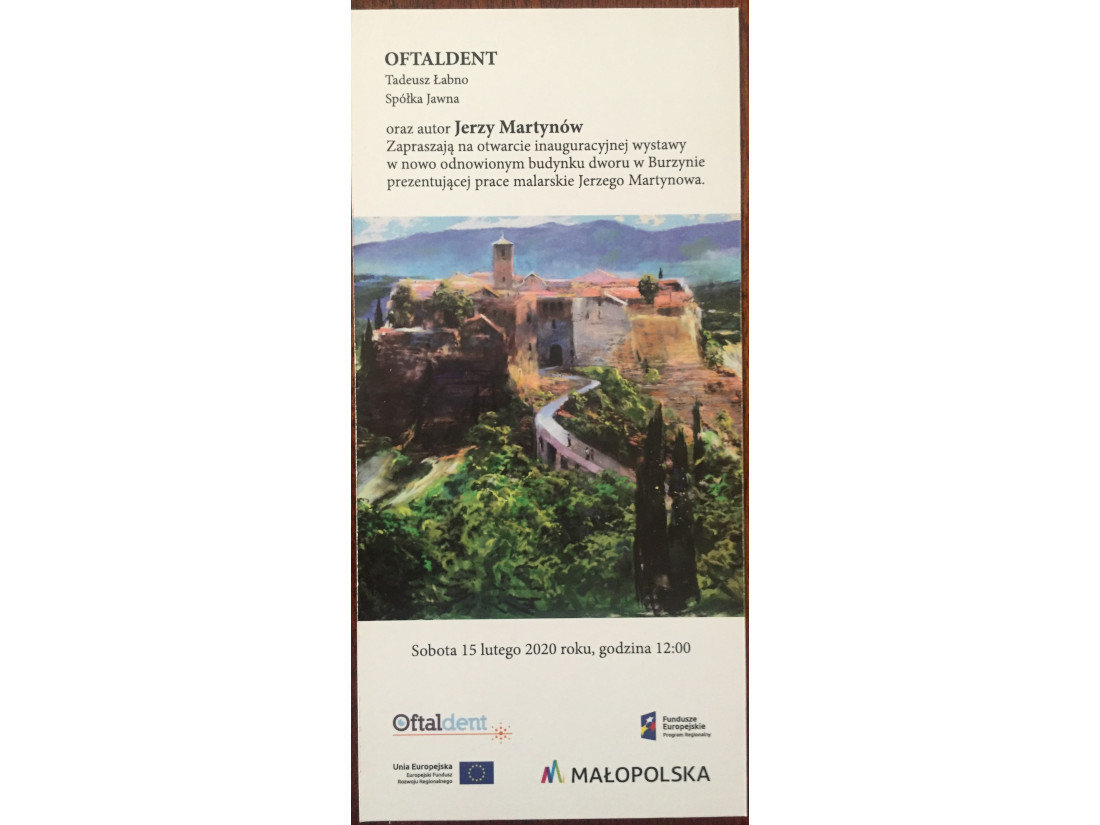 OFTALDENT
Tadeusz Łabno
Spółka Jawna
oraz autor Jerzy Martynów
Zapraszają na otwarcie inauguracyjnej wystawy
w nowo odnowionym budynku dworu w Burzynie
prezentującej prace malarskie Jerzego Martynowa.
Sobota 15 lutego 2020 roku, godzina 12:00
Oftaldent
Fundusze
Europejskie
Program Regionalny
Unia Europejska
Europejski Fundusz
Rozwoju Regionalnego
MAŁOPOLSKA